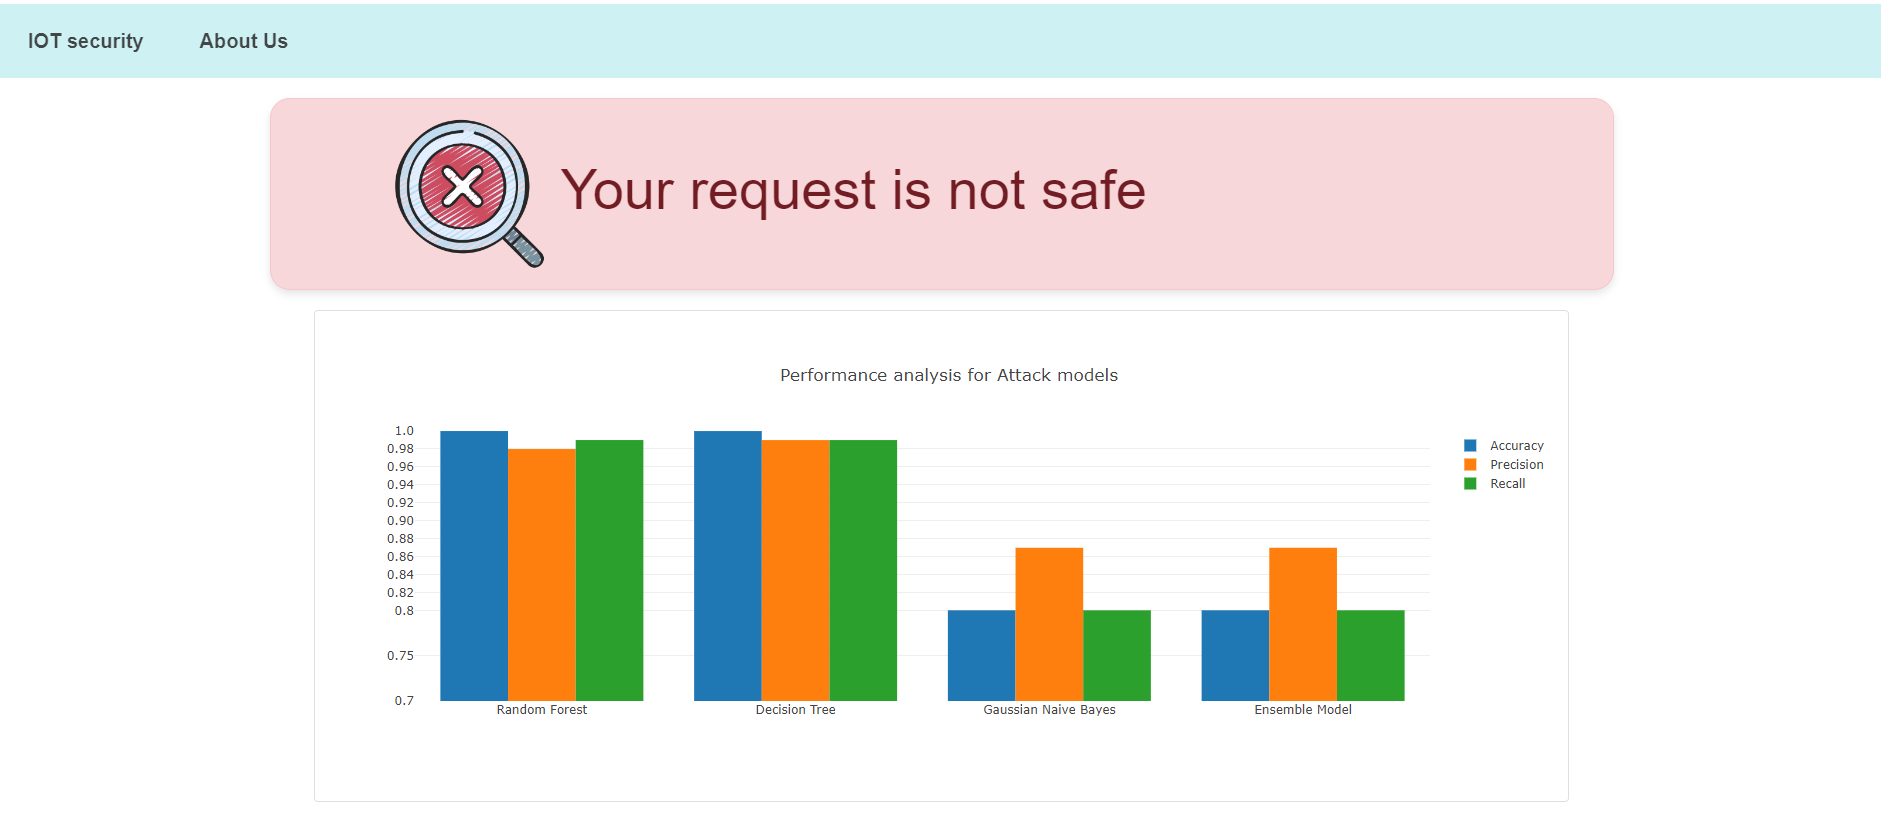 IOT security About Us
Your request is not safe
Performance analysis for Attack models
1.0
0.98
0.96
0.94
0.92
0.90
0.88
0.86
0.84
0.82
0.8
0.75
0.7
Random Forest Decision Tree Gaussian Naive Bayes Ensemble Model
Accuracy
Precision
Recall